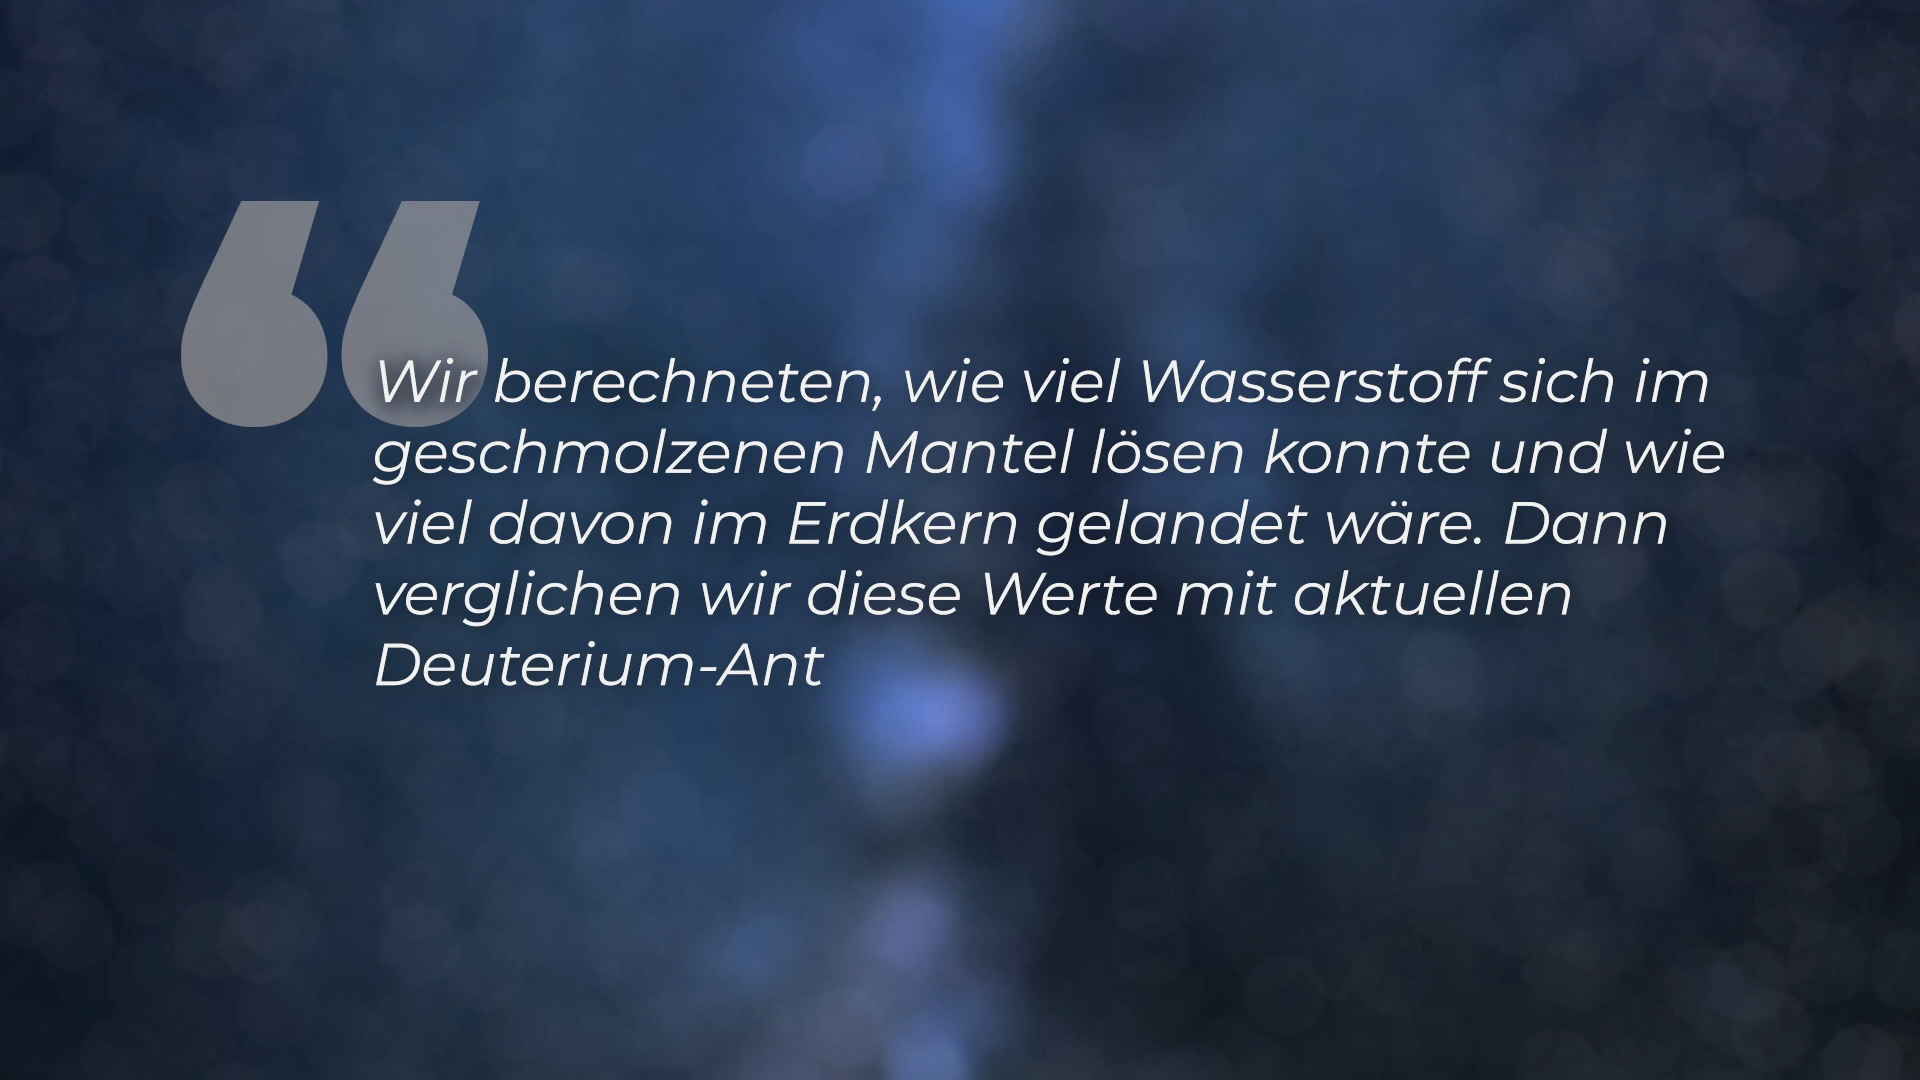 “
Wir berechneten, wie viel Wasserstoff sich im
geschmolzenen Mantel lösen konnte und wie
viel davon im Erdkern gelandet wäre. Dann
verglichen wir diese Werte mit aktuellen
Deuterium-Ant